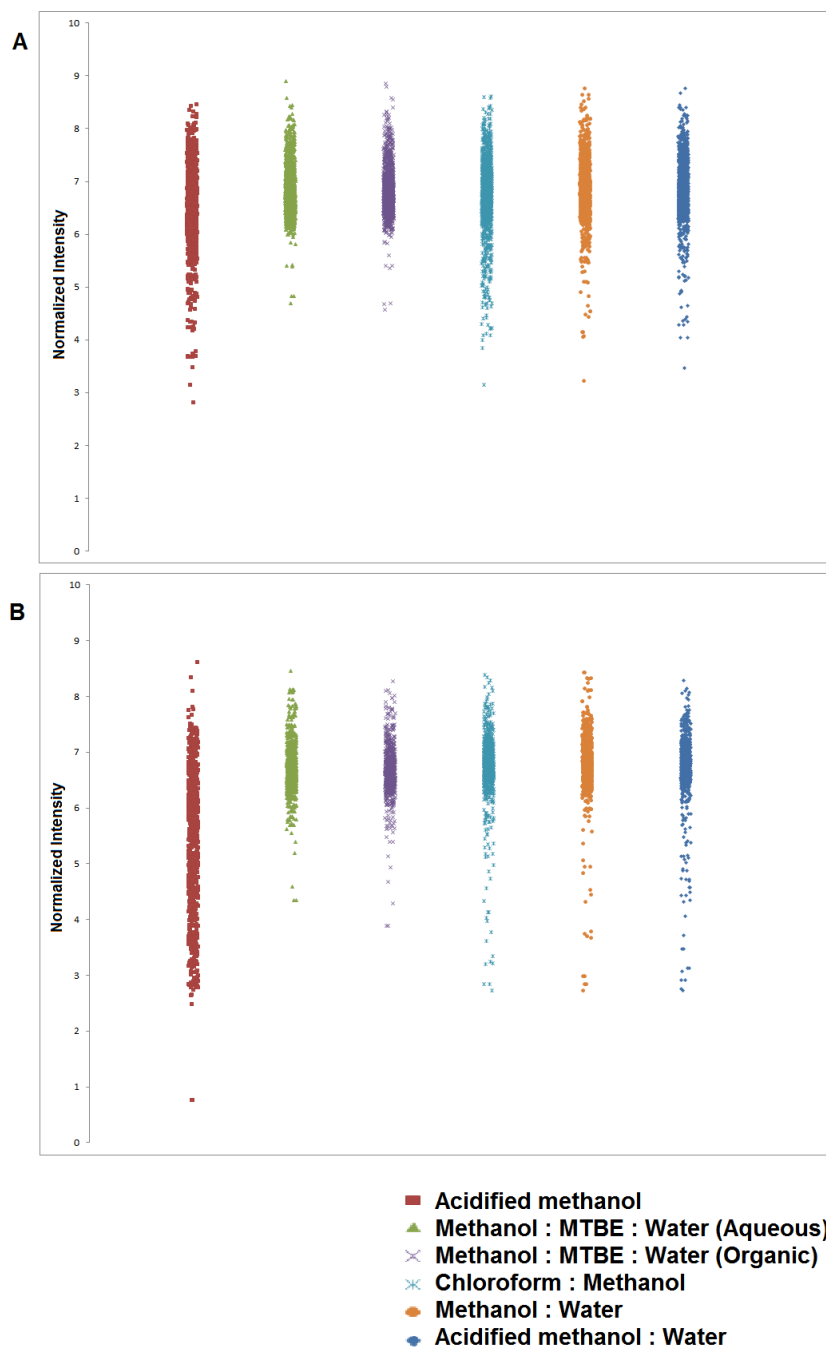 A
Normalized Intensity
10
9
8
7
6
5
4
3
2
1
0
B
Normalized Intensity
10
9
8
7
6
5
4
3
2
1
0
Acidified methanol
Methanol : MTBE : Water (Aqueous)
Methanol : MTBE : Water (Organic)
Chloroform : Methanol
Methanol : Water
Acidified methanol : Water